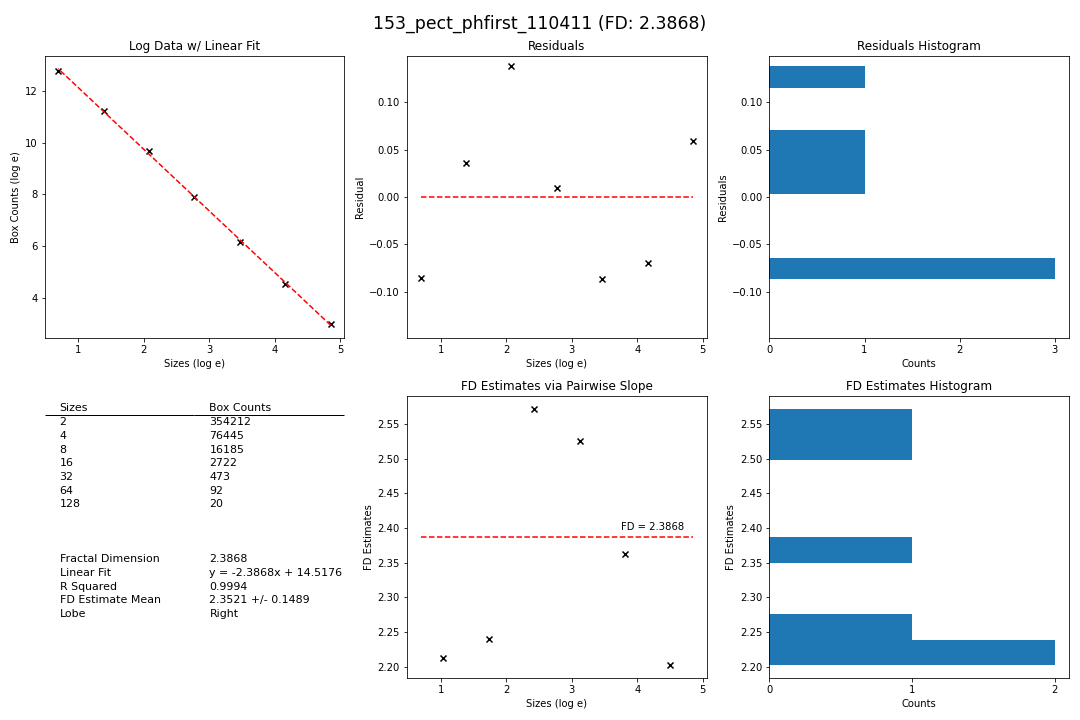 153_pect_phfirst_110411 (FD: 2.3868)
Log Data w/ Linear Fit
12
10
8
6
4
1 2 3 4 5
Box Counts (log e)
Sizes (log e)
Residuals
0.10
0.05
0.00
−0.05
−0.10
1 2 3 4 5
Residual
Sizes (log e)
Residuals Histogram
0.10
0.05
0.00
−0.05
−0.10
0 1 2 3
Residuals
Counts
Sizes Box Counts
2 354212
4 76445
8 16185
16 2722
32 473
64 92
128 20
Fractal Dimension 2.3868
Linear Fit y = -2.3868x + 14.5176
R Squared 0.9994
FD Estimate Mean 2.3521 +/- 0.1489
Lobe Right
FD Estimates via Pairwise Slope
2.55
2.50
2.45
2.40
2.35
2.30
2.25
2.20
FD = 2.3868
1 2 3 4 5
FD Estimates
Sizes (log e)
FD Estimates Histogram
2.55
2.50
2.45
2.40
2.35
2.30
2.25
2.20
0 1 2
FD Estimates
Counts